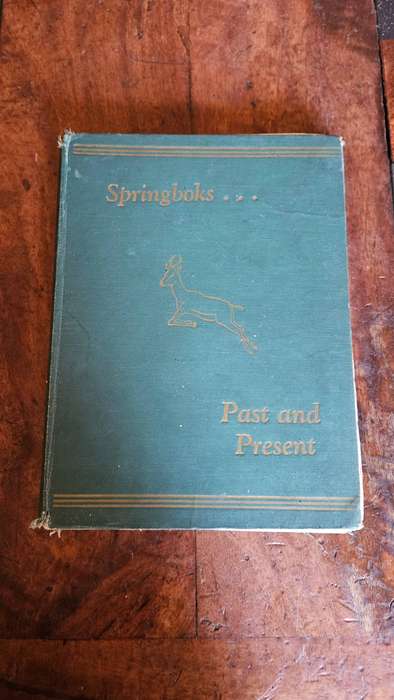 Springboks . . .
Past and
Present